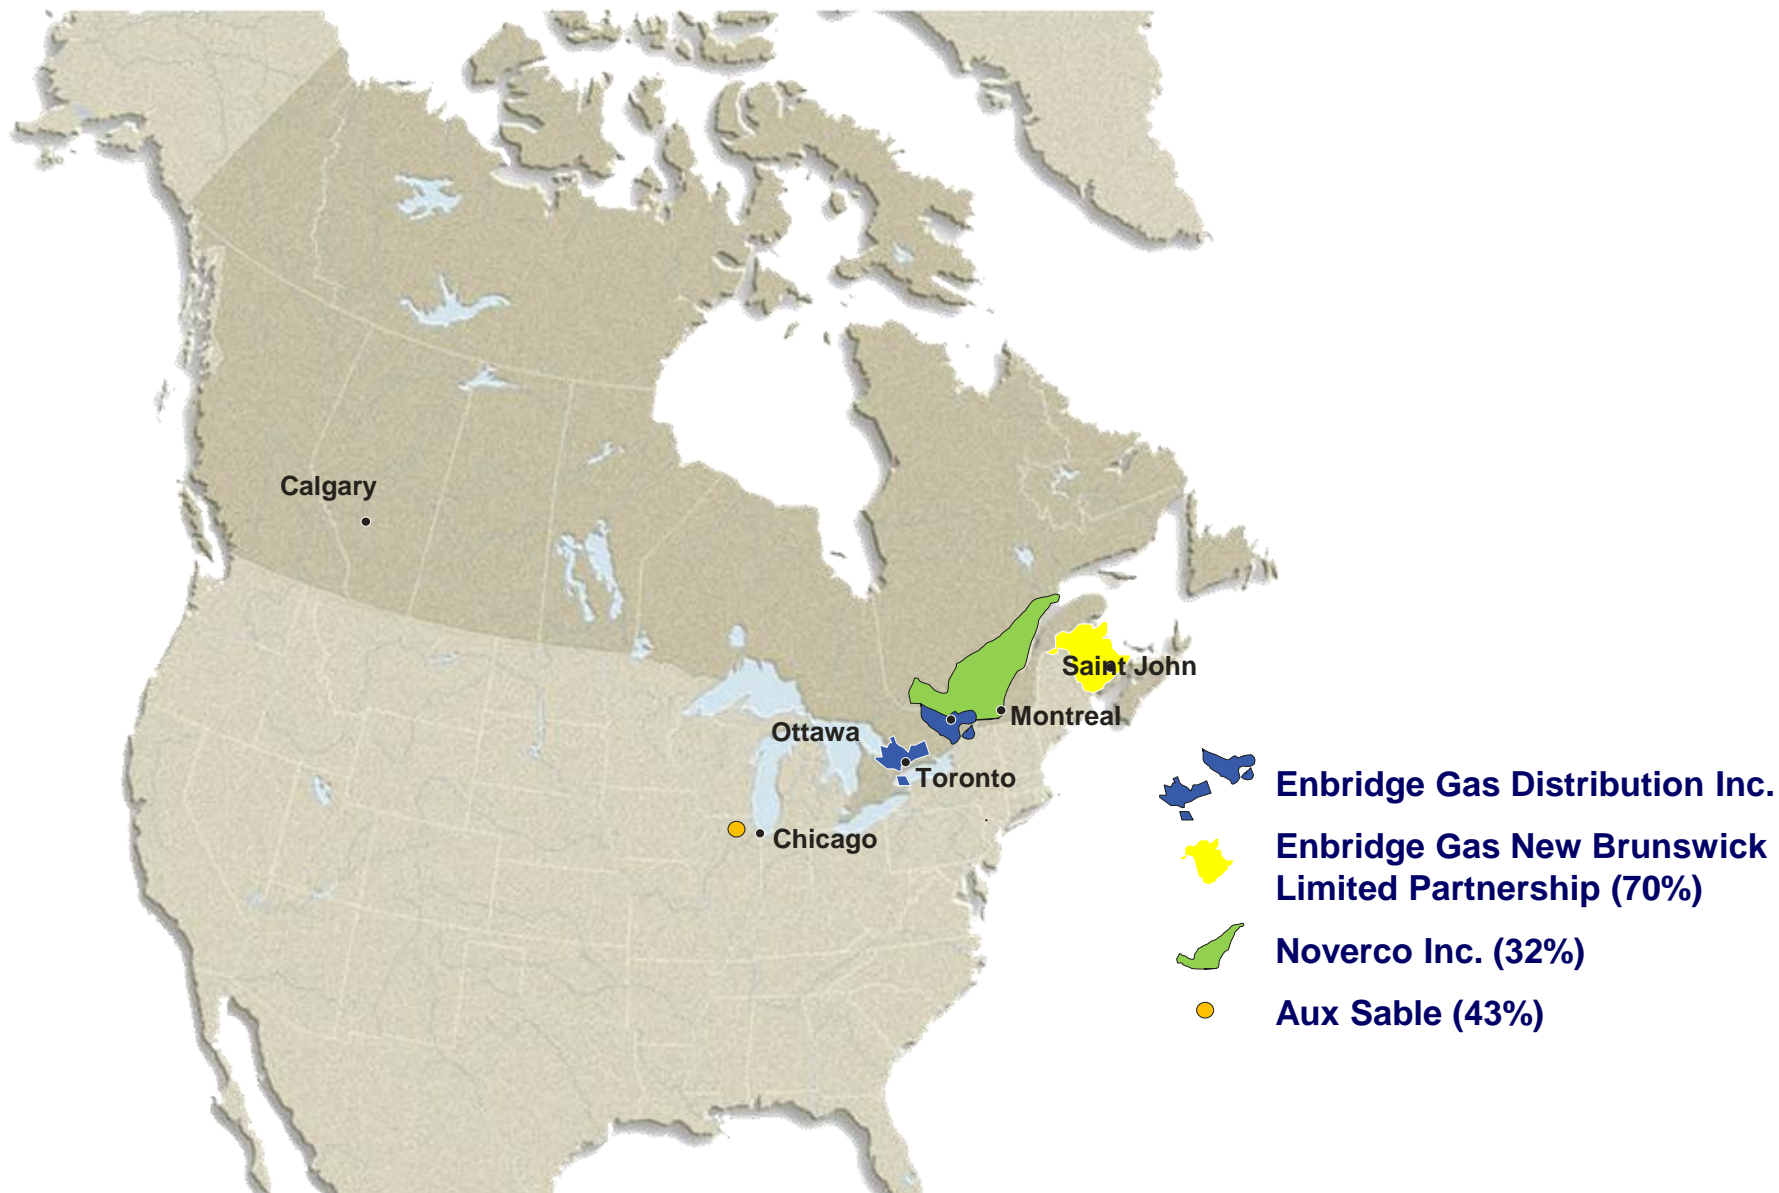 Calgary
Saint John
Montreal
Ottawa
Toronto
Chicago
Enbridge Gas Distribution Inc.
Enbridge Gas New Brunswick
Limited Partnership (70%)
Noverco Inc. (32%)
Aux Sable (43%)